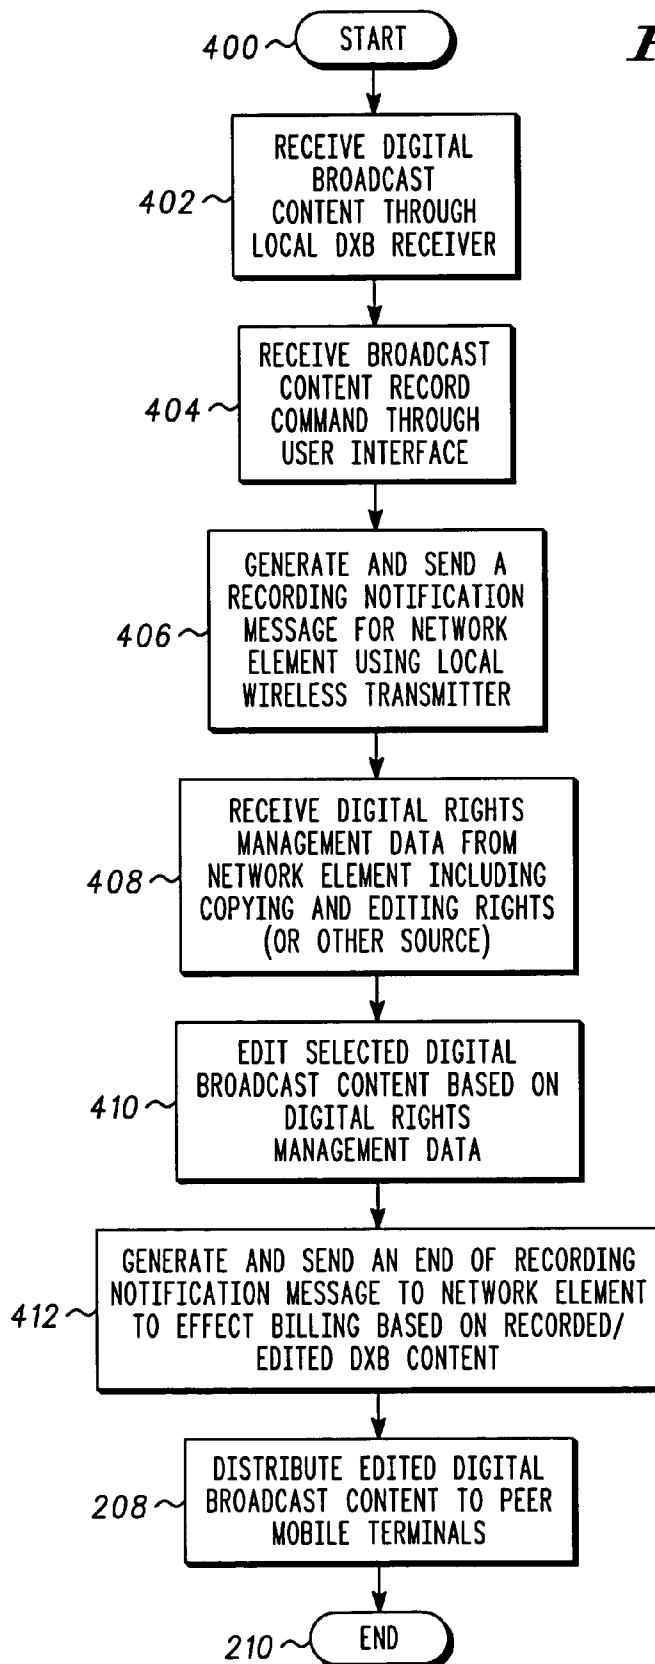 400 START
402 RECEIVE DIGITAL
BROADCAST
CONTENT THROUGH
LOCAL DXB RECEIVER
404 RECEIVE BROADCAST
CONTENT RECORD
COMMAND THROUGH
USER INTERFACE
406 GENERATE AND SEND A
RECORDING NOTIFICATION
MESSAGE FOR NETWORK
ELEMENT USING LOCAL
WIRELESS TRANSMITTER
408 RECEIVE DIGITAL RIGHTS
MANAGEMENT DATA FROM
NETWORK ELEMENT INCLUDING
COPYING AND EDITING RIGHTS
(OR OTHER SOURCE)
410 EDIT SELECTED DIGITAL
BROADCAST CONTENT BASED ON
DIGITAL RIGHTS
MANAGEMENT DATA
412 GENERATE AND SEND AN END OF RECORDING
NOTIFICATION MESSAGE TO NETWORK ELEMENT
TO EFFECT BILLING BASED ON RECORDED/
EDITED DXB CONTENT
208 DISTRIBUTE EDITED DIGITAL
BROADCAST CONTENT TO PEER
MOBILE TERMINALS
210 END